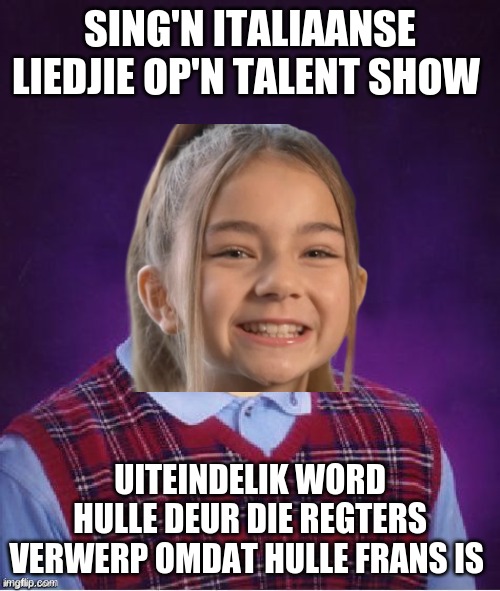 SING'N ITALIAANSE
LIEDJIE OP'N TALENT SHOW
UITEINDELIK WORD
HULLE DEUR DIE REGTERS
VERWERP OMDAT HULLE FRANS IS
imgflip.com